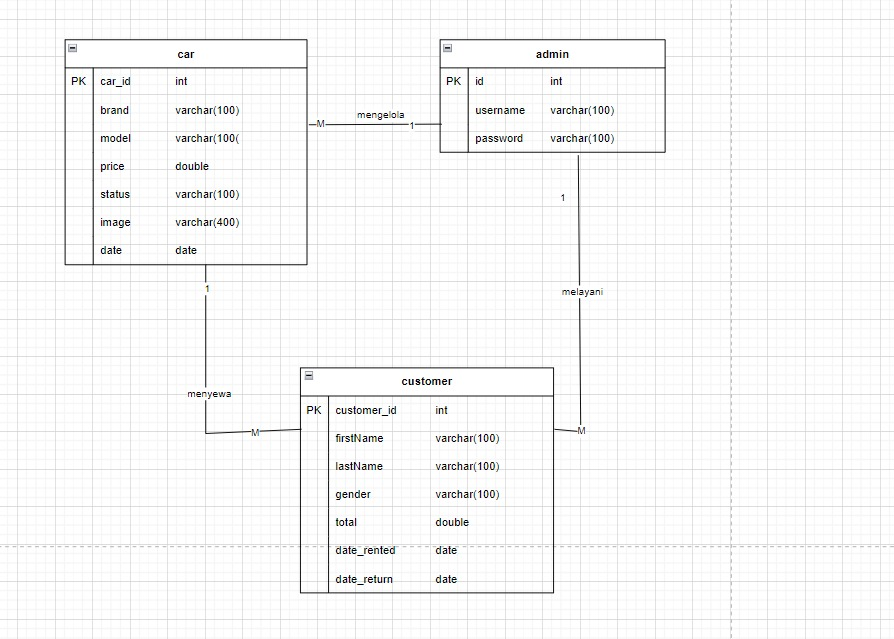 car
PK car_id int
brand varchar(100)
model varchar(100(
price double
status varchar(100)
image varchar(400)
date date
M mengelola 1
admin
PK id int
username varchar(100)
password varchar(100)
1
melayani
M
1
menyewa
M
customer
PK customer_id int
firstName varchar(100)
lastName varchar(100)
gender varchar(100)
total double
date_rented date
date_return date